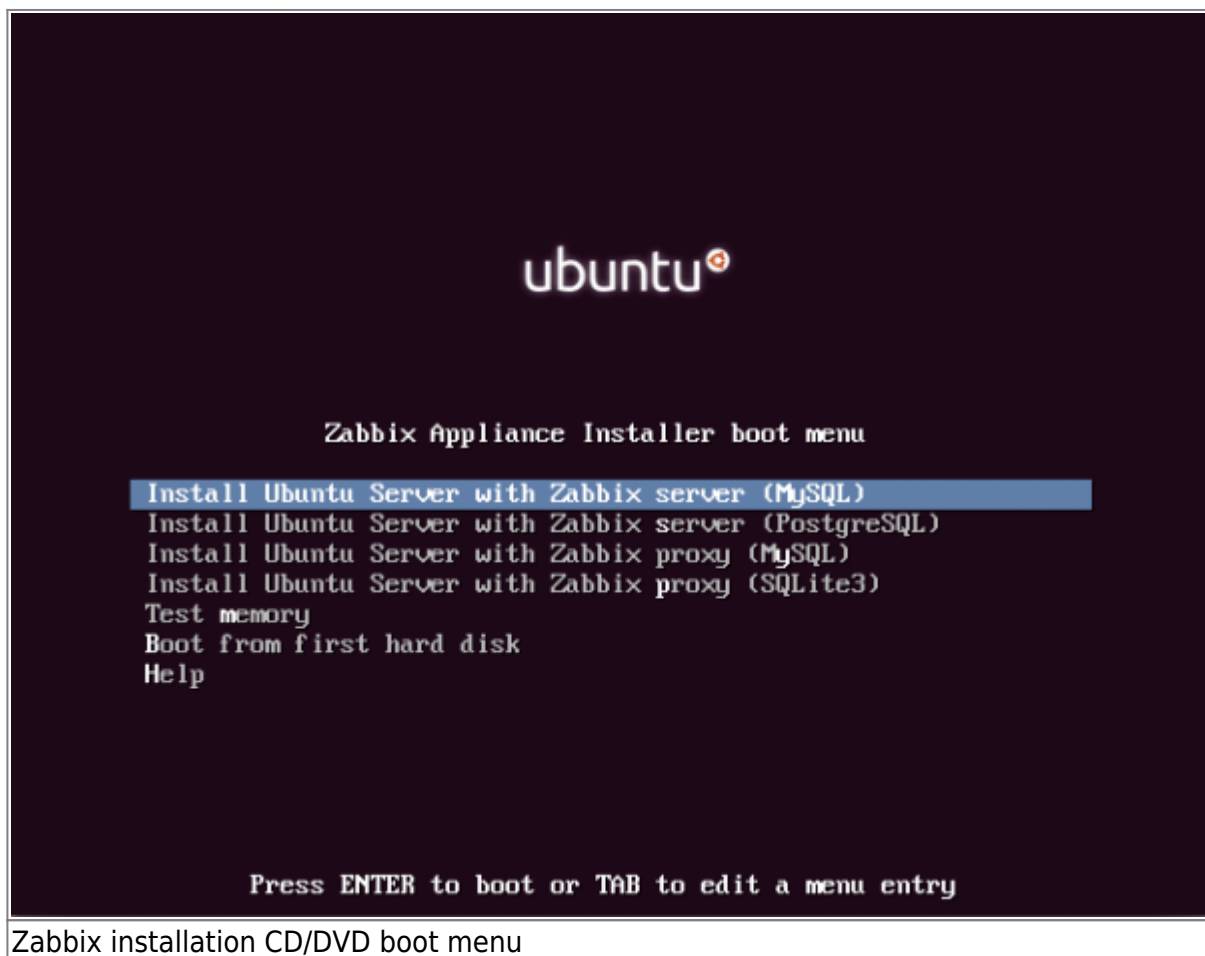 ubuntu
Zabbix Appliance Installer boot menu
Install Ubuntu Server with Zabbix server (MySQL)
Install Ubuntu Server with Zabbix server (PostgreSQL)
Install Ubuntu Server with Zabbix proxy (MySQL)
Install Ubuntu Server with Zabbix proxy (SQLite3)
Test memory
Boot from first hard disk
Help
Press ENTER to boot or TAB to edit a menu entry
Zabbix installation CD/DVD boot menu